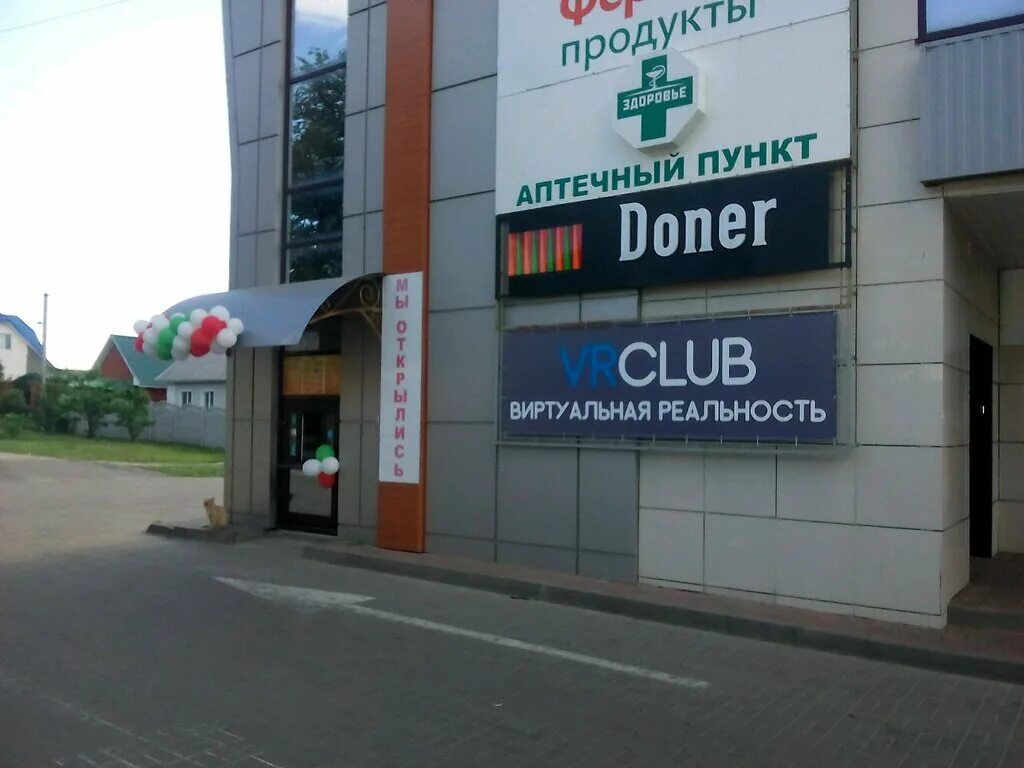 продукты
ЗДОРОВЬЕ
АПТЕЧНЫЙ ПУНКТ
Doner
VRCLUB
ВИРТУАЛЬНАЯ РЕАЛЬНОСТЬ
МЫ ОТКРЫЛИСЬ